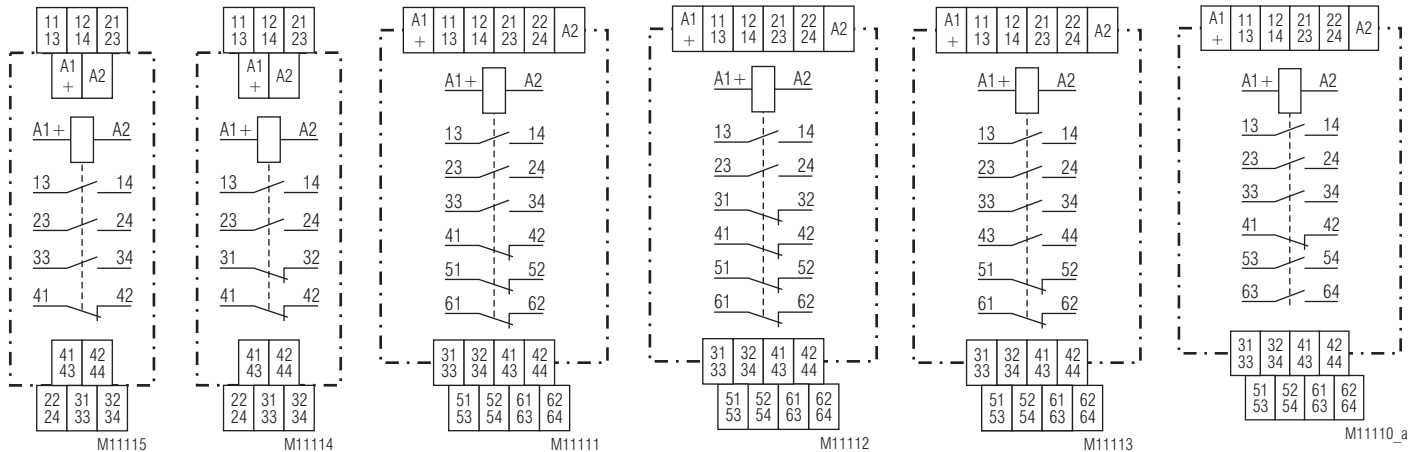 11 12 21
13 14 23
A1 A2
+
A1+ A2
13 14
23 24
33 34
41 42
41 42
43 44
22 31 32
24 33 34
M11115
11 12 21
13 14 23
A1 A2
+
A1+ A2
13 14
23 24
31 32
41 42
41 42
43 44
22 31 32
24 33 34
M11114
A1 11 12 21 22 A2
+ 13 14 23 24
A1+ A2
13 14
23 24
33 34
41 42
51 52
61 62
31 32 41 42
33 34 43 44
51 52 61 62
53 54 63 64
M11111
A1 11 12 21 22 A2
+ 13 14 23 24
A1+ A2
13 14
23 24
31 32
41 42
51 52
61 62
31 32 41 42
33 34 43 44
51 52 61 62
53 54 63 64
M11112
A1 11 12 21 22 A2
+ 13 14 23 24
A1+ A2
13 14
23 24
33 34
43 44
51 52
61 62
31 32 41 42
33 34 43 44
51 52 61 62
53 54 63 64
M11113
A1 11 12 21 22 A2
+ 13 14 23 24
A1+ A2
13 14
23 24
33 34
41 42
53 54
63 64
31 32 41 42
33 34 43 44
51 52 61 62
53 54 63 64
M11110_a